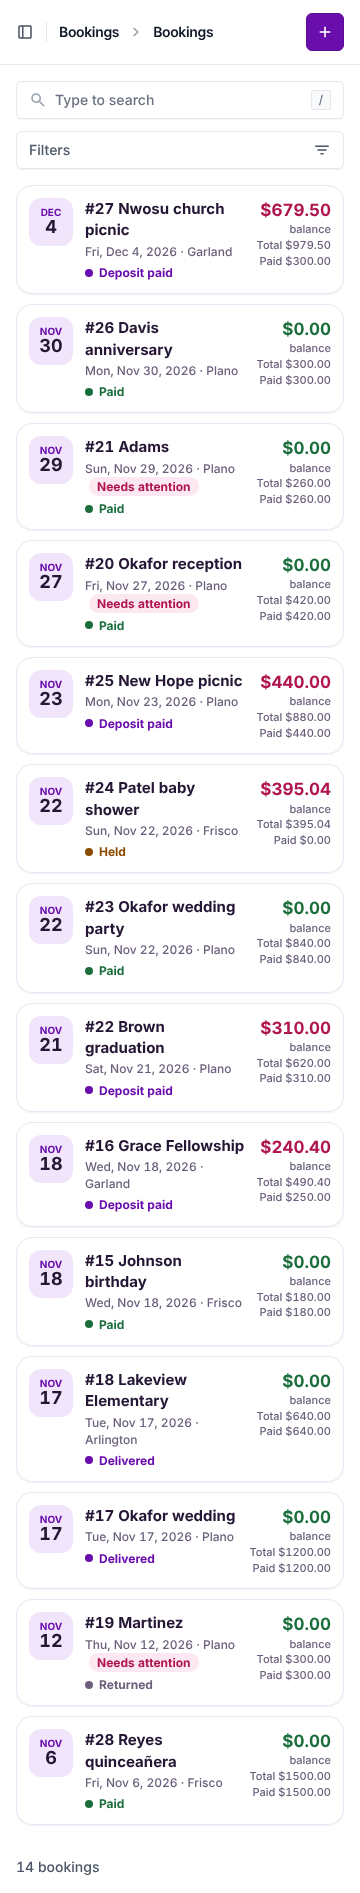 Bookings > Bookings
+
Type to search /
Filters
DEC
4
#27 Nwosu church
picnic
Fri, Dec 4, 2026 · Garland
Deposit paid
$679.50
balance
Total $979.50
Paid $300.00
NOV
30
#26 Davis
anniversary
Mon, Nov 30, 2026 · Plano
Paid
$0.00
balance
Total $300.00
Paid $300.00
NOV
29
#21 Adams
Sun, Nov 29, 2026 · Plano
Needs attention
Paid
$0.00
balance
Total $260.00
Paid $260.00
NOV
27
#20 Okafor reception
Fri, Nov 27, 2026 · Plano
Needs attention
Paid
$0.00
balance
Total $420.00
Paid $420.00
NOV
23
#25 New Hope picnic
Mon, Nov 23, 2026 · Plano
Deposit paid
$440.00
balance
Total $880.00
Paid $440.00
NOV
22
#24 Patel baby
shower
Sun, Nov 22, 2026 · Frisco
Held
$395.04
balance
Total $395.04
Paid $0.00
NOV
22
#23 Okafor wedding
party
Sun, Nov 22, 2026 · Plano
Paid
$0.00
balance
Total $840.00
Paid $840.00
NOV
21
#22 Brown
graduation
Sat, Nov 21, 2026 · Plano
Deposit paid
$310.00
balance
Total $620.00
Paid $310.00
NOV
18
#16 Grace Fellowship
Wed, Nov 18, 2026 ·
Garland
Deposit paid
$240.40
balance
Total $490.40
Paid $250.00
NOV
18
#15 Johnson
birthday
Wed, Nov 18, 2026 · Frisco
Paid
$0.00
balance
Total $180.00
Paid $180.00
NOV
17
#18 Lakeview
Elementary
Tue, Nov 17, 2026 ·
Arlington
Delivered
$0.00
balance
Total $640.00
Paid $640.00
NOV
17
#17 Okafor wedding
Tue, Nov 17, 2026 · Plano
Delivered
$0.00
balance
Total $1200.00
Paid $1200.00
NOV
12
#19 Martinez
Thu, Nov 12, 2026 · Plano
Needs attention
Returned
$0.00
balance
Total $300.00
Paid $300.00
NOV
6
#28 Reyes
quinceañera
Fri, Nov 6, 2026 · Frisco
Paid
$0.00
balance
Total $1500.00
Paid $1500.00
14 bookings